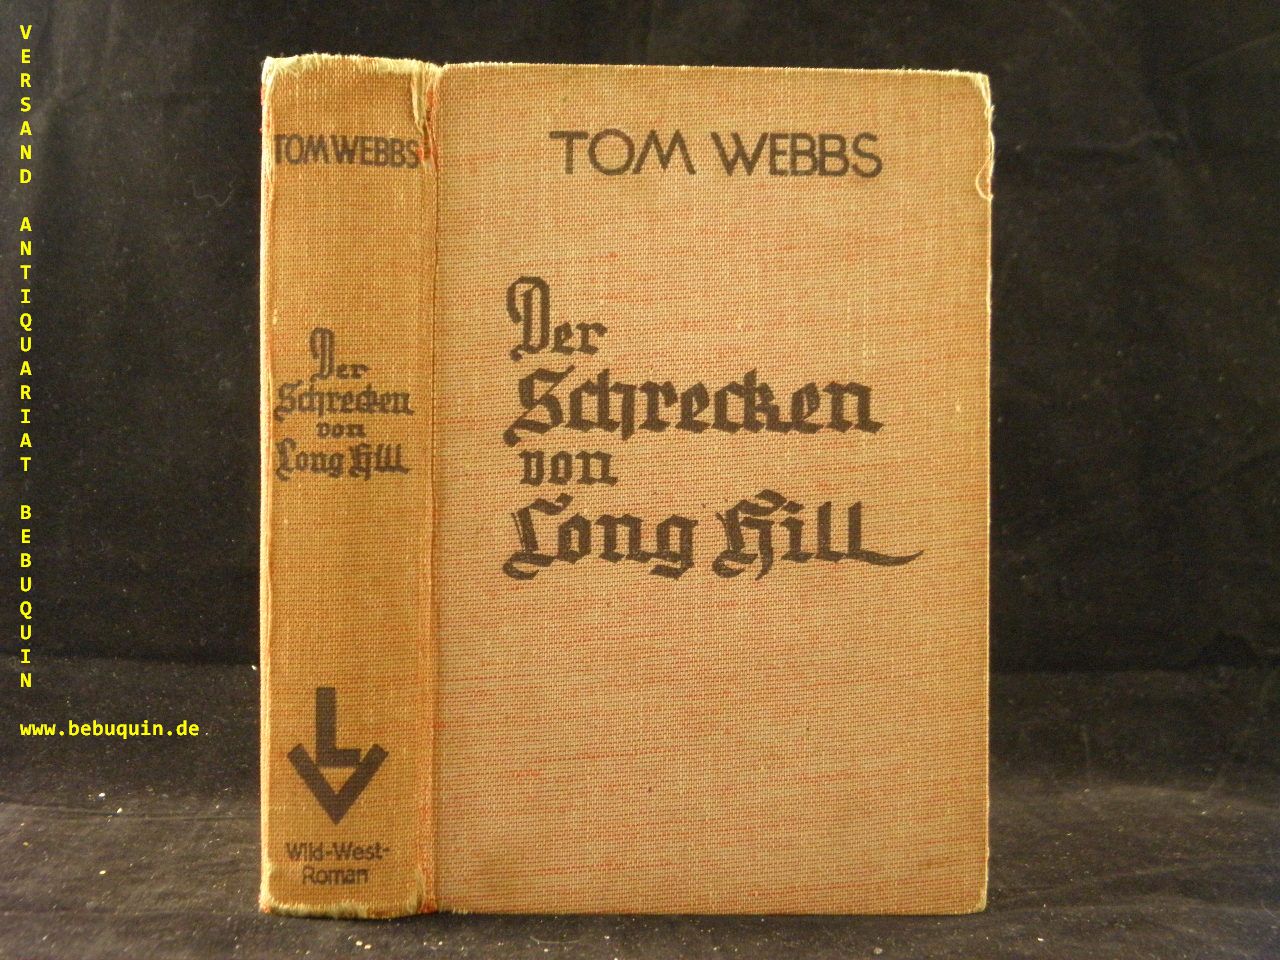 VERSAND ANTIQUARIAT BEBUQUIN
www.bebuquin.de
TOM WEBBS
Der
Schrecken
von
Long Hill
LV
Wild-West-
Roman
TOM WEBBS
Der
Schrecken
von
Long Hill